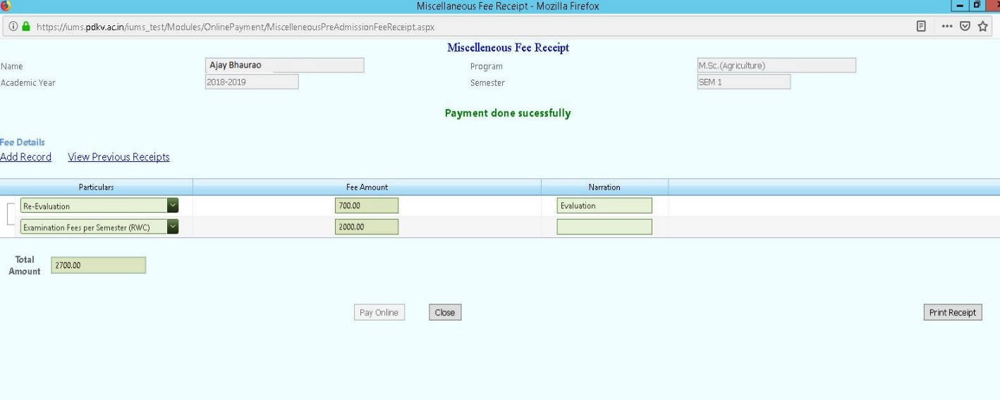 Miscellaneous Fee Receipt - Mozilla Firefox
https://iums.pdkv.ac.in/iums_test/Modules/OnlinePayment/MiscelleneousPreAdmissionFeeReceipt.aspx
Miscelleneous Fee Receipt
Name Ajay Bhaurao Program M.Sc.(Agriculture)
Academic Year 2018-2019 Semester SEM 1
Payment done sucessfully
Fee Details
Add Record View Previous Receipts
Particulars Fee Amount Narration
Re-Evaluation 700.00 Evaluation
Examination Fees per Semester (RWC) 2000.00
Total
Amount 2700.00
Pay Online Close Print Receipt